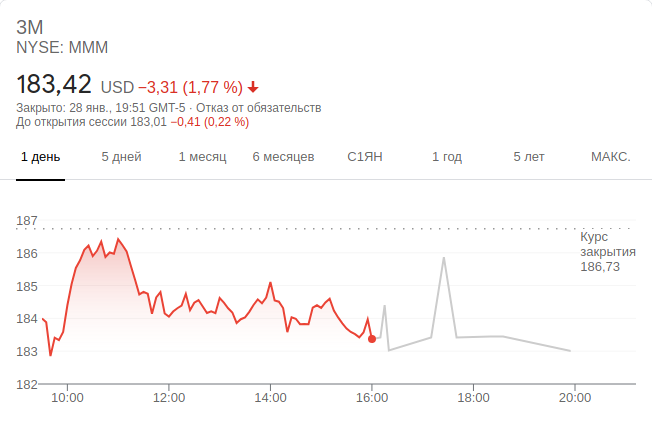 3M
NYSE: MMM
183,42 USD −3,31 (1,77 %)
Закрыто: 28 янв., 19:51 GMT-5 · Отказ от обязательств
До открытия сессии 183,01 −0,41 (0,22 %)
1 день 5 дней 1 месяц 6 месяцев С1ЯН 1 год 5 лет МАКС.
187
Курс
закрытия
186,73
186
185
184
183
182
10:00 12:00 14:00 16:00 18:00 20:00